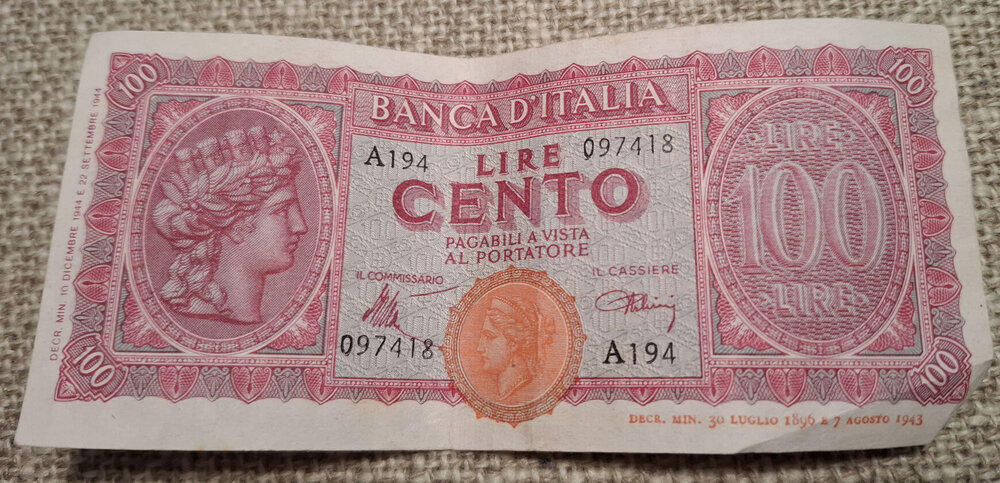 100
100
BANCA D'ITALIA
A194
LIRE
097418
CENTO
PAGABILI A VISTA
AL PORTATORE
IL COMMISSARIO
IL CASSIERE
097418
A194
LIRE
100
LIRE
100
100
DECR. MIN. 10 DICEMBRE 1944 E 22 SETTEMBRE 1944
DECR. MIN. 30 LUGLIO 1896 E 7 AGOSTO 1943